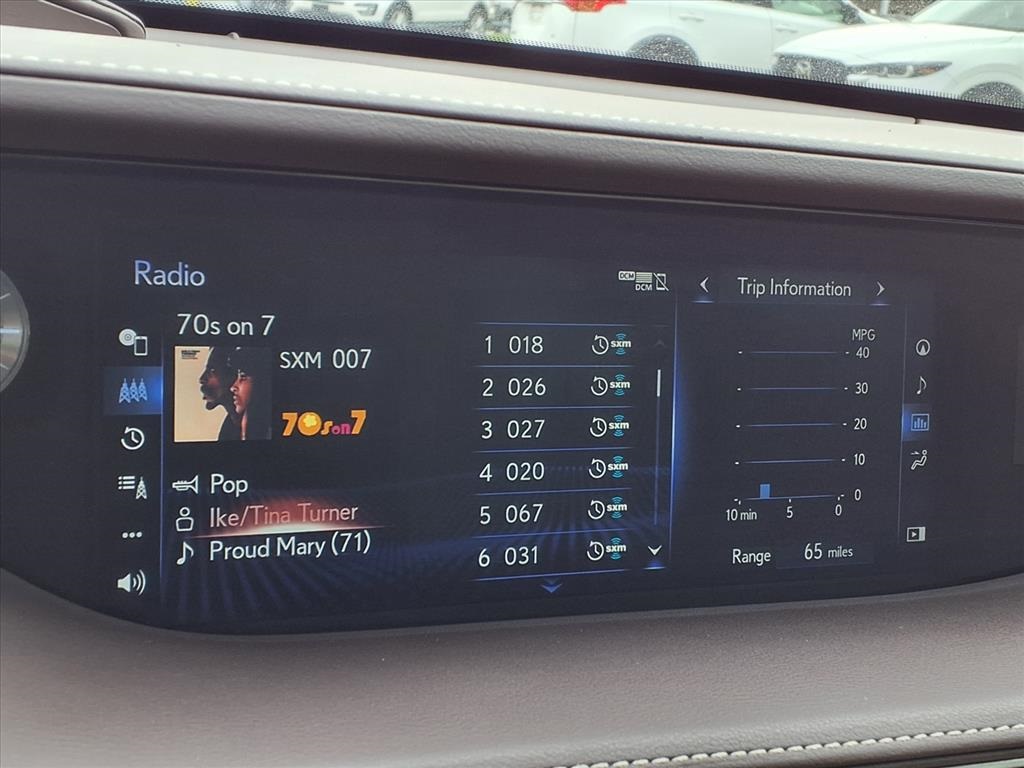 Radio
70s on 7
SXM 007
70s on 7
Pop
Ike/Tina Turner
Proud Mary (71)
DCM
DCM
1 018 sxm
2 026 sxm
3 027 sxm
4 020 sxm
5 067 sxm
6 031 sxm
Trip Information
MPG
40
30
20
10
0
10 min 5 0
Range 65 miles